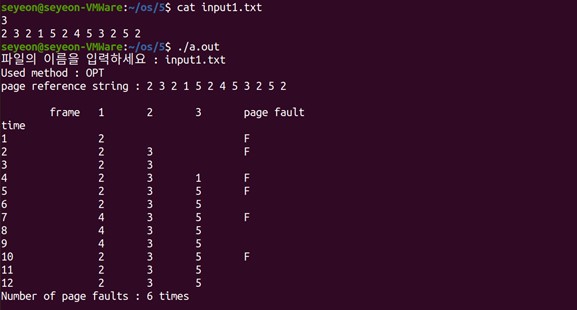 seyeon@seyeon-VMWare:~/os/5$ cat input1.txt
3
2 3 2 1 5 2 4 5 3 2 5 2
seyeon@seyeon-VMWare:~/os/5$ ./a.out
파일의 이름을 입력하세요 : input1.txt
Used method : OPT
page reference string : 2 3 2 1 5 2 4 5 3 2 5 2
frame 1 2 3 page fault
time
1 2 F
2 2 3 F
3 2 3
4 2 3 1 F
5 2 3 5 F
6 2 3 5
7 4 3 5 F
8 4 3 5
9 4 3 5
10 2 3 5 F
11 2 3 5
12 2 3 5
Number of page faults : 6 times